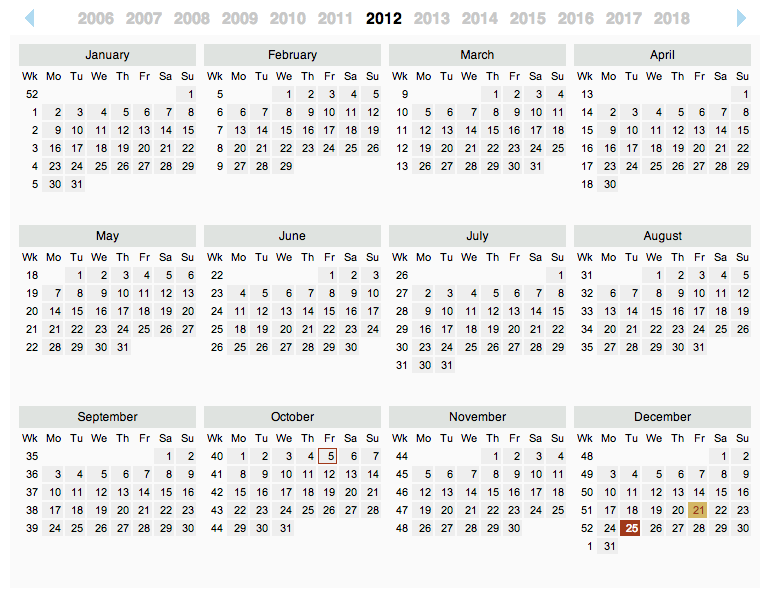 2006 2007 2008 2009 2010 2011 2012 2013 2014 2015 2016 2017 2018
January
Wk Mo Tu We Th Fr Sa Su
52 1
1 2 3 4 5 6 7 8
2 9 10 11 12 13 14 15
3 16 17 18 19 20 21 22
4 23 24 25 26 27 28 29
5 30 31
February
Wk Mo Tu We Th Fr Sa Su
5 1 2 3 4 5
6 6 7 8 9 10 11 12
7 13 14 15 16 17 18 19
8 20 21 22 23 24 25 26
9 27 28 29
March
Wk Mo Tu We Th Fr Sa Su
9 1 2 3 4
10 5 6 7 8 9 10 11
11 12 13 14 15 16 17 18
12 19 20 21 22 23 24 25
13 26 27 28 29 30 31
April
Wk Mo Tu We Th Fr Sa Su
13 1
14 2 3 4 5 6 7 8
15 9 10 11 12 13 14 15
16 16 17 18 19 20 21 22
17 23 24 25 26 27 28 29
18 30
May
Wk Mo Tu We Th Fr Sa Su
18 1 2 3 4 5 6
19 7 8 9 10 11 12 13
20 14 15 16 17 18 19 20
21 21 22 23 24 25 26 27
22 28 29 30 31
June
Wk Mo Tu We Th Fr Sa Su
22 1 2 3
23 4 5 6 7 8 9 10
24 11 12 13 14 15 16 17
25 18 19 20 21 22 23 24
26 25 26 27 28 29 30
July
Wk Mo Tu We Th Fr Sa Su
26 1
27 2 3 4 5 6 7 8
28 9 10 11 12 13 14 15
29 16 17 18 19 20 21 22
30 23 24 25 26 27 28 29
31 30 31
August
Wk Mo Tu We Th Fr Sa Su
31 1 2 3 4 5
32 6 7 8 9 10 11 12
33 13 14 15 16 17 18 19
34 20 21 22 23 24 25 26
35 27 28 29 30 31
September
Wk Mo Tu We Th Fr Sa Su
35 1 2
36 3 4 5 6 7 8 9
37 10 11 12 13 14 15 16
38 17 18 19 20 21 22 23
39 24 25 26 27 28 29 30
October
Wk Mo Tu We Th Fr Sa Su
40 1 2 3 4 5 6 7
41 8 9 10 11 12 13 14
42 15 16 17 18 19 20 21
43 22 23 24 25 26 27 28
44 29 30 31
November
Wk Mo Tu We Th Fr Sa Su
44 1 2 3 4
45 5 6 7 8 9 10 11
46 12 13 14 15 16 17 18
47 19 20 21 22 23 24 25
48 26 27 28 29 30
December
Wk Mo Tu We Th Fr Sa Su
48 1 2
49 3 4 5 6 7 8 9
50 10 11 12 13 14 15 16
51 17 18 19 20 21 22 23
52 24 25 26 27 28 29 30
1 31